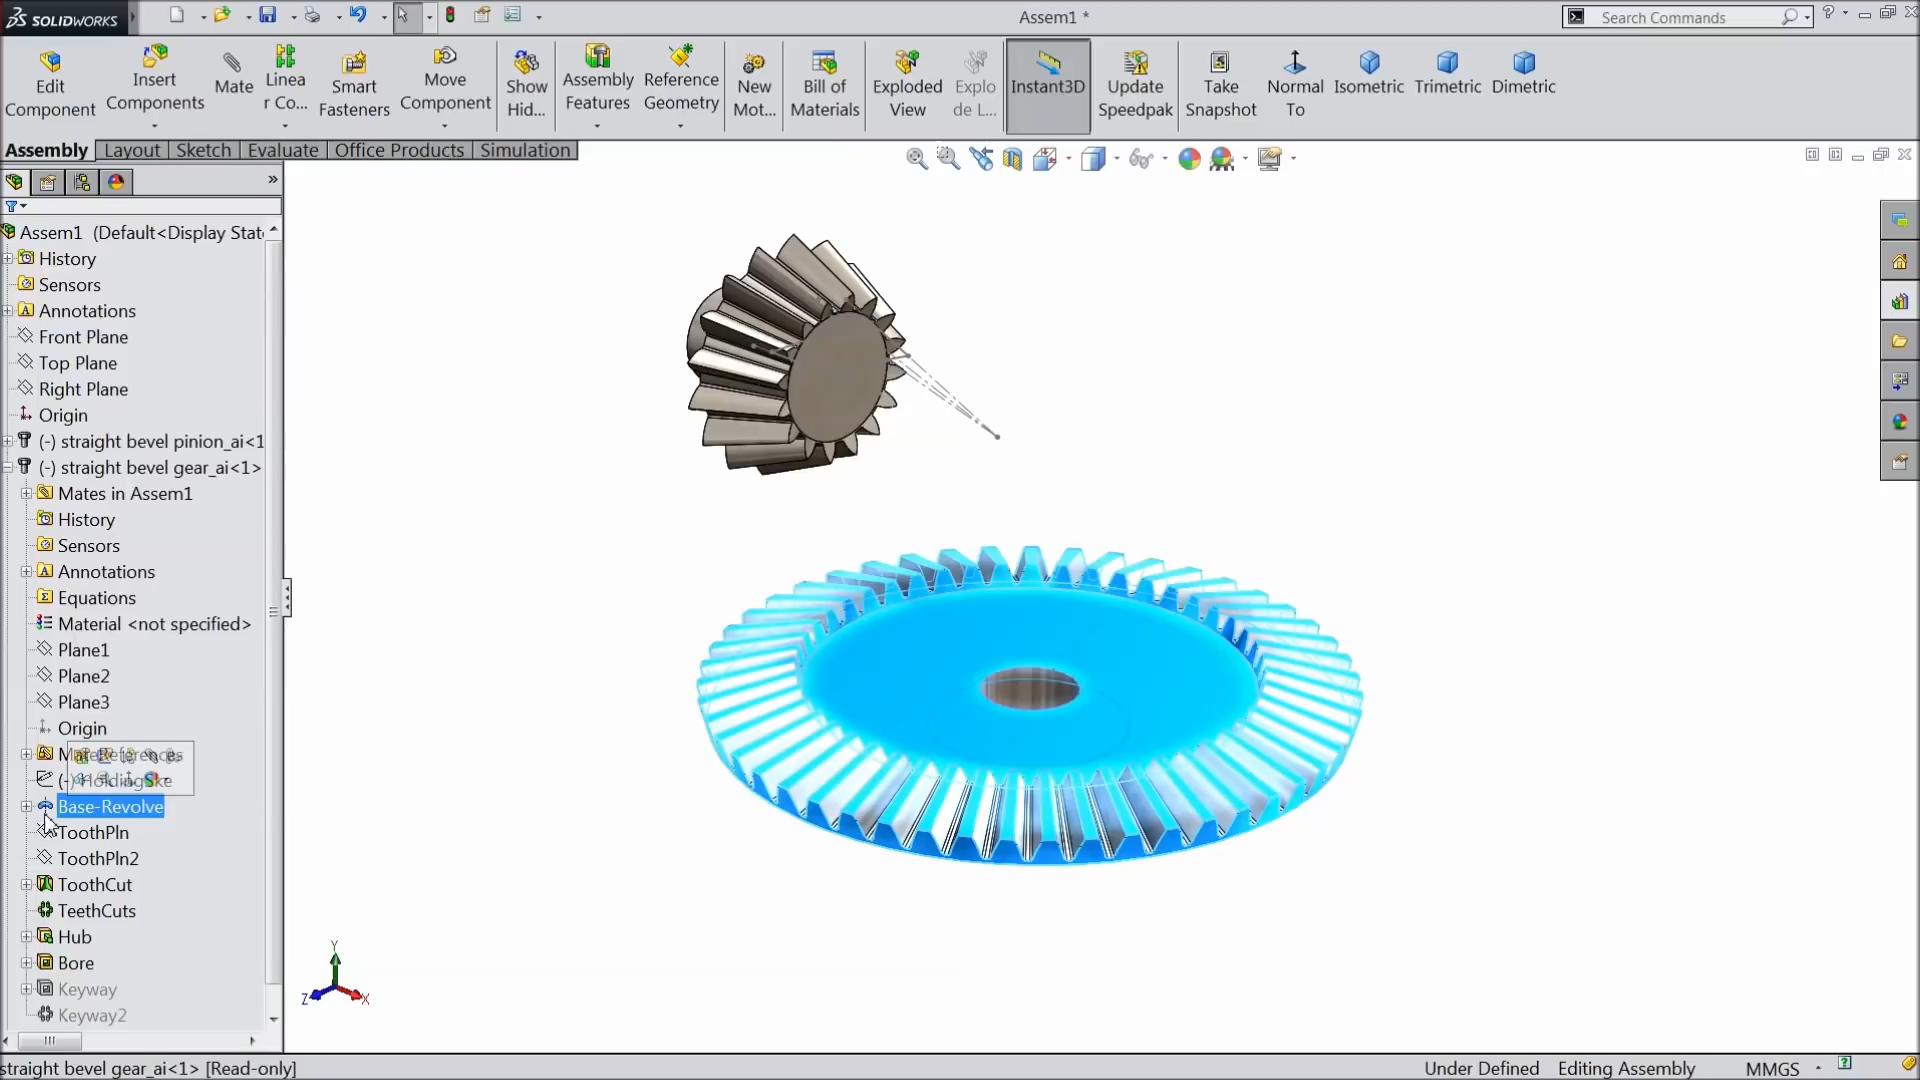 SOLIDWORKS
Assem1 *
Search Commands
Edit Component
Insert Components
Mate
Linea r Co...
Smart Fasteners
Move Component
Show Hid...
Assembly Features
Reference Geometry
New Mot...
Bill of Materials
Exploded View
Explo de L...
Instant3D
Update Speedpak
Take Snapshot
Normal To
Isometric
Trimetric
Dimetric
Assembly
Layout
Sketch
Evaluate
Office Products
Simulation
Assem1 (Default<Display Stat
History
Sensors
Annotations
Front Plane
Top Plane
Right Plane
Origin
(-) straight bevel pinion_ai<1
(-) straight bevel gear_ai<1>
Mates in Assem1
History
Sensors
Annotations
Equations
Material <not specified>
Plane1
Plane2
Plane3
Origin
MateReferences
(-) HoldingSke
Base-Revolve
ToothPln
ToothPln2
ToothCut
TeethCuts
Hub
Bore
Keyway
Keyway2
Y
Z
X
straight bevel gear_ai<1> [Read-only]
Under Defined
Editing Assembly
MMGS